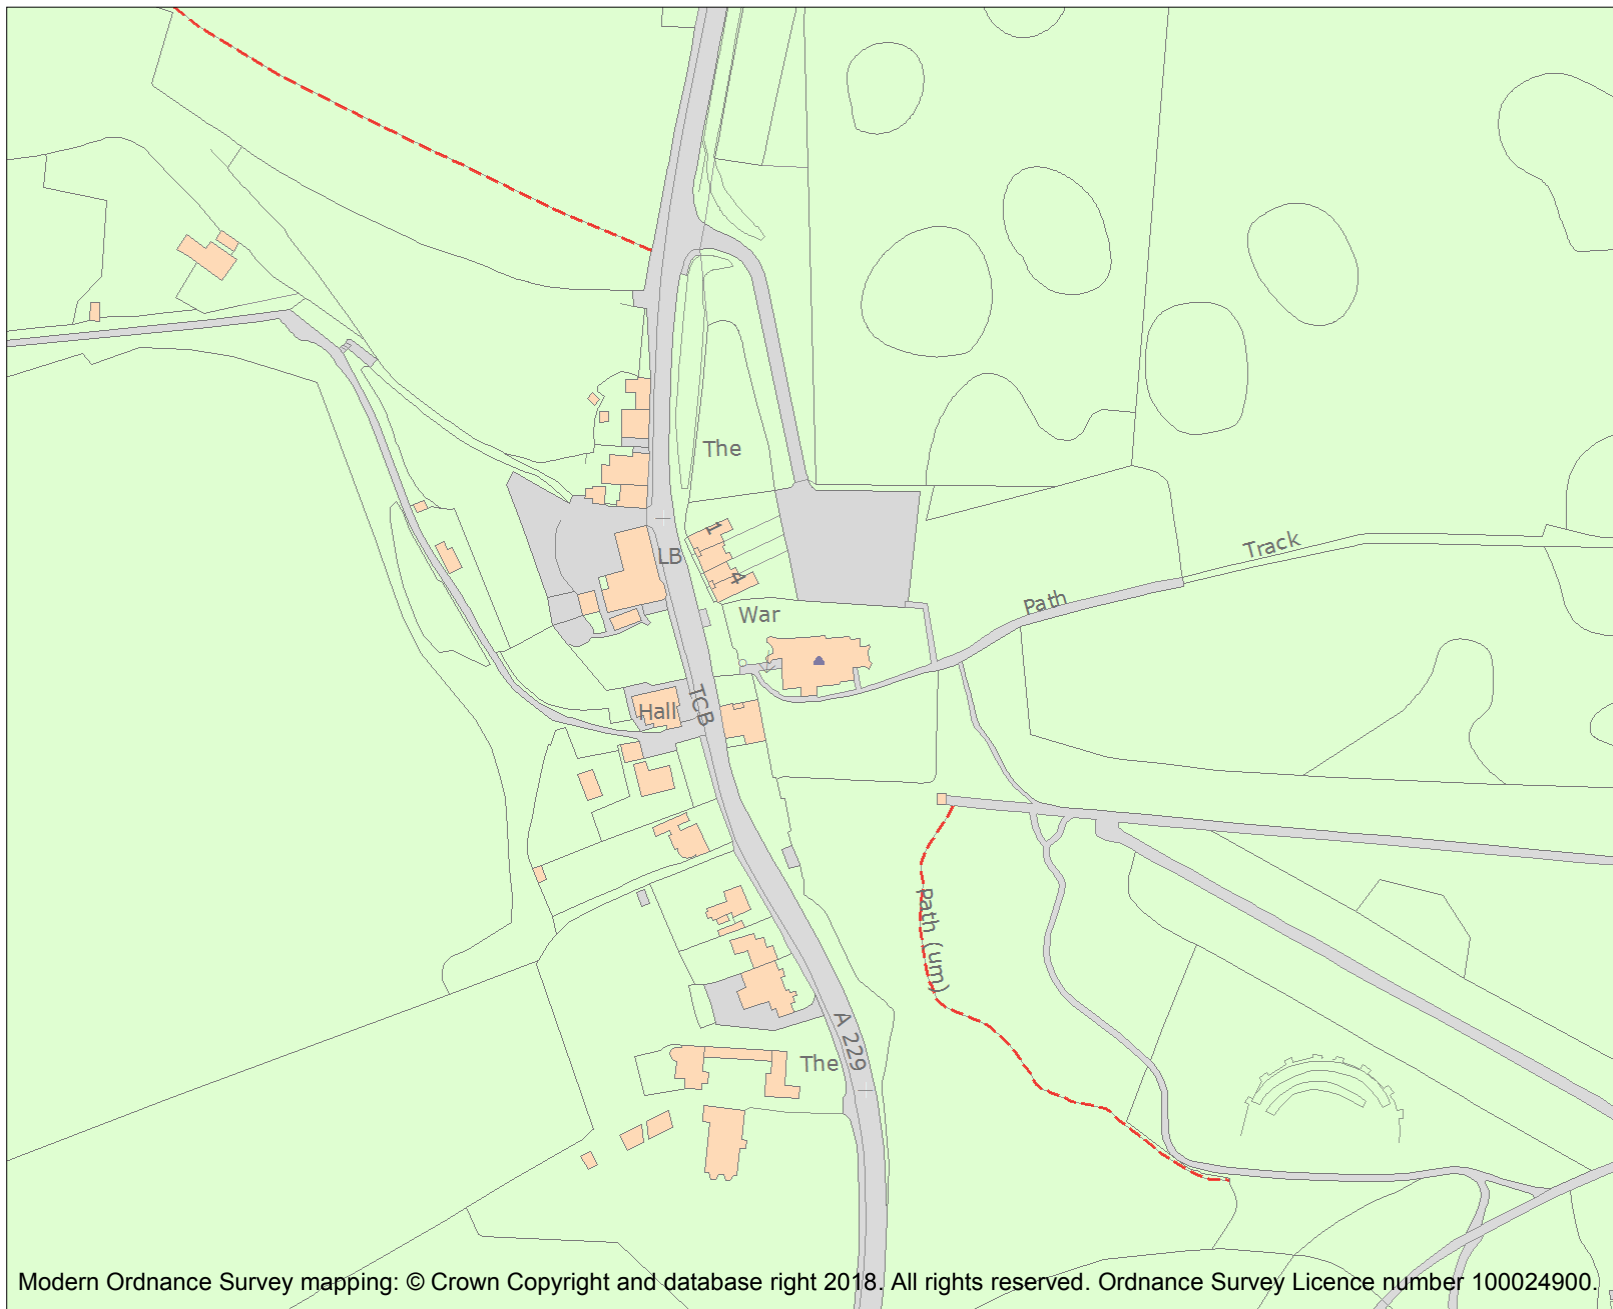 The
1
LB
Track
4
Path
War
TCB
Hall
Path (um)
A 229
The
Modern Ordnance Survey mapping: © Crown Copyright and database right 2018. All rights reserved. Ordnance Survey Licence number 100024900.